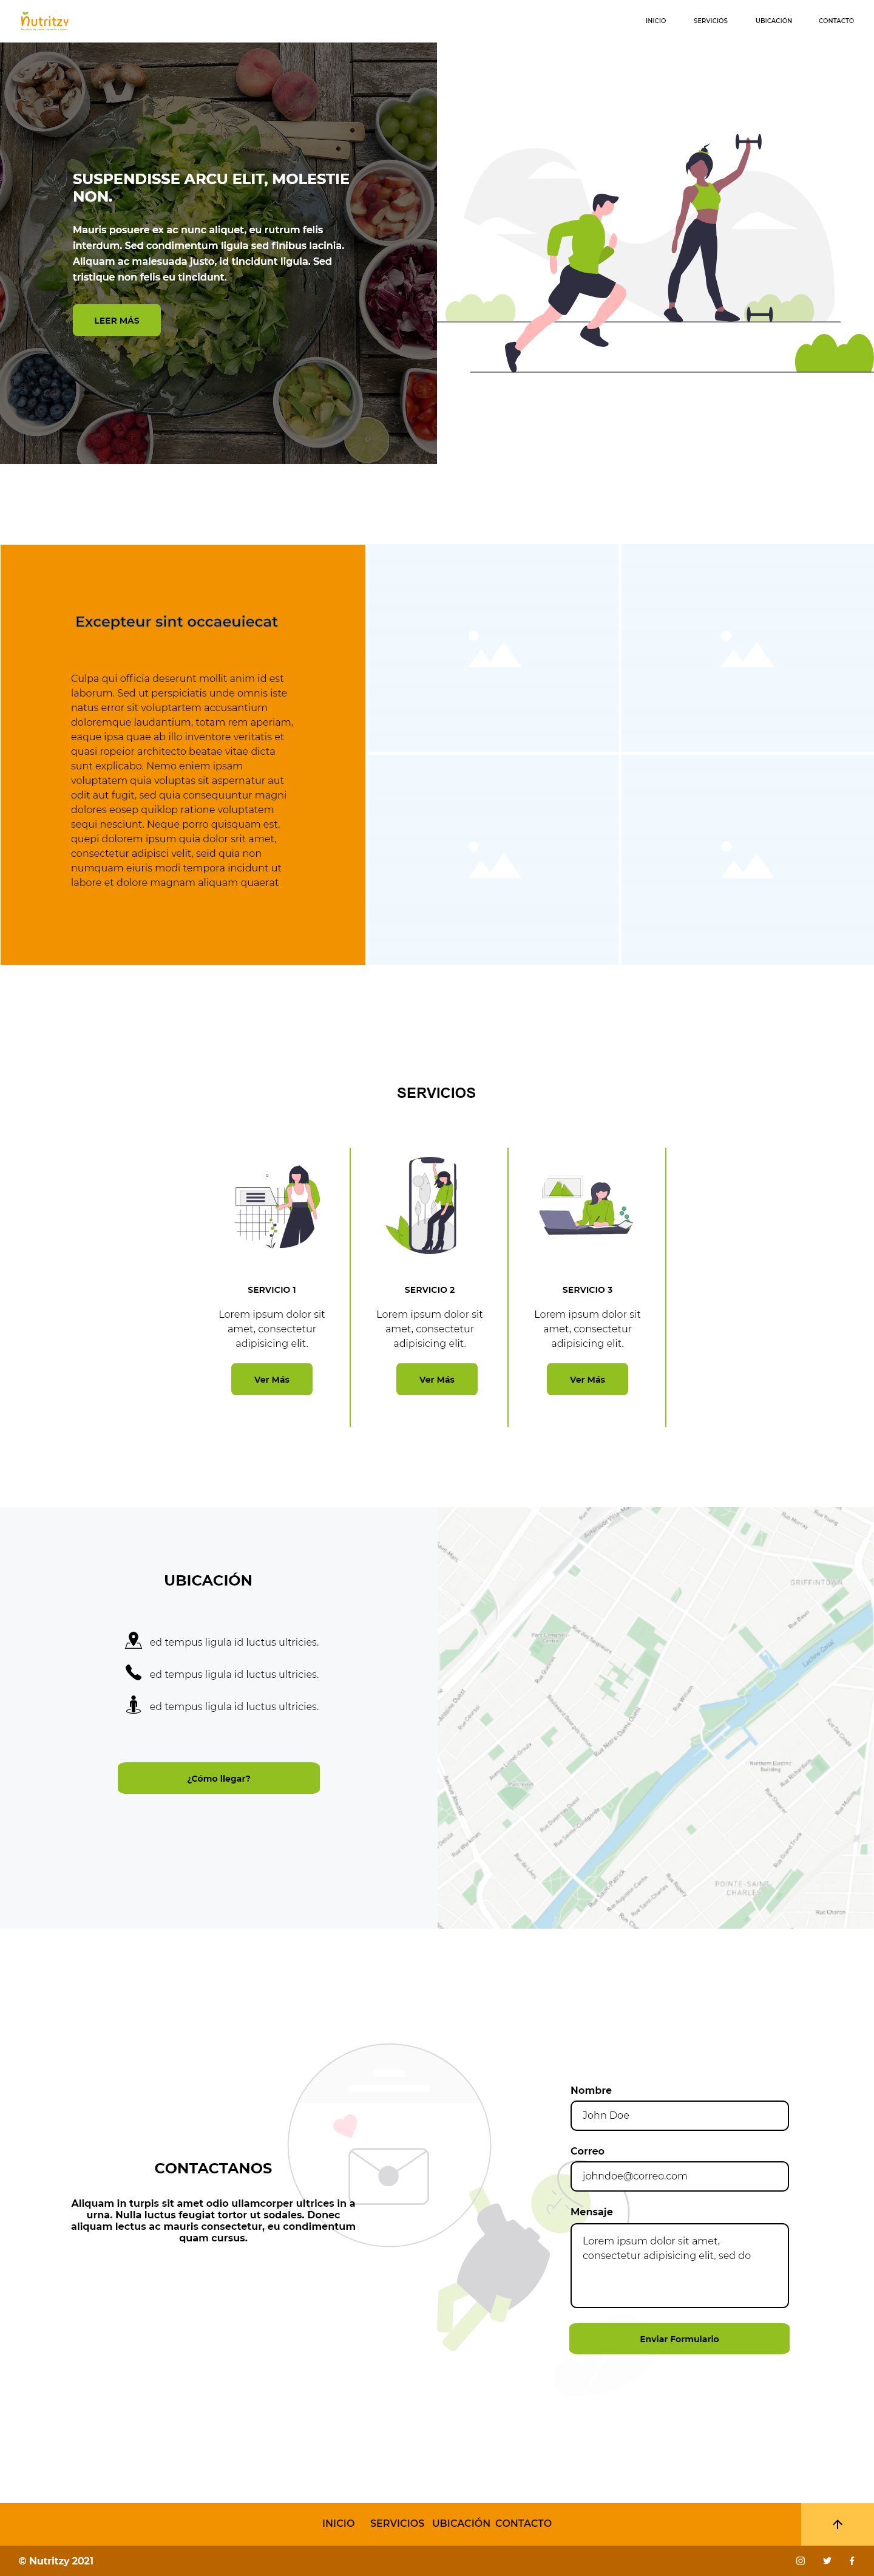 Nutritzy
INICIO SERVICIOS UBICACIÓN CONTACTO
SUSPENDISSE ARCU ELIT, MOLESTIE
NON.
Mauris posuere ex ac nunc aliquet, eu rutrum felis
interdum. Sed condimentum ligula sed finibus lacinia.
Aliquam ac malesuada justo, id tincidunt ligula. Sed
tristique non felis eu tincidunt.
LEER MÁS
Excepteur sint occaeuiecat
Culpa qui officia deserunt mollit anim id est
laborum. Sed ut perspiciatis unde omnis iste
natus error sit voluptartem accusantium
doloremque laudantium, totam rem aperiam,
eaque ipsa quae ab illo inventore veritatis et
quasi ropeior architecto beatae vitae dicta
sunt explicabo. Nemo eniem ipsam
voluptatem quia voluptas sit aspernatur aut
odit aut fugit, sed quia consequuntur magni
dolores eosep quiklop ratione voluptatem
sequi nesciunt. Neque porro quisquam est,
quepi dolorem ipsum quia dolor srit amet,
consectetur adipisci velit, seid quia non
numquam eiuris modi tempora incidunt ut
labore et dolore magnam aliquam quaerat
SERVICIOS
SERVICIO 1
Lorem ipsum dolor sit
amet, consectetur
adipisicing elit.
Ver Más
SERVICIO 2
Lorem ipsum dolor sit
amet, consectetur
adipisicing elit.
Ver Más
SERVICIO 3
Lorem ipsum dolor sit
amet, consectetur
adipisicing elit.
Ver Más
UBICACIÓN
ed tempus ligula id luctus ultricies.
ed tempus ligula id luctus ultricies.
ed tempus ligula id luctus ultricies.
¿Cómo llegar?
GRIFFINTOWN
Lachine Canal
Rue William
Northern Electric
Building
POINTE-SAINT-
CHARLES
Rue Charon
CONTACTANOS
Aliquam in turpis sit amet odio ullamcorper ultrices in a
urna. Nulla luctus feugiat tortor ut sodales. Donec
aliquam lectus ac mauris consectetur, eu condimentum
quam cursus.
Nombre
John Doe
Correo
johndoe@correo.com
Mensaje
Lorem ipsum dolor sit amet,
consectetur adipisicing elit, sed do
Enviar Formulario
INICIO SERVICIOS UBICACIÓN CONTACTO
© Nutritzy 2021